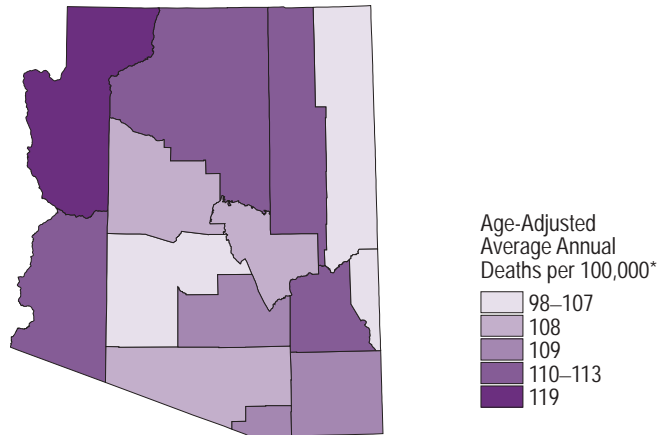 Age-Adjusted
Average Annual
Deaths per 100,000*
98–107
108
109
110–113
119